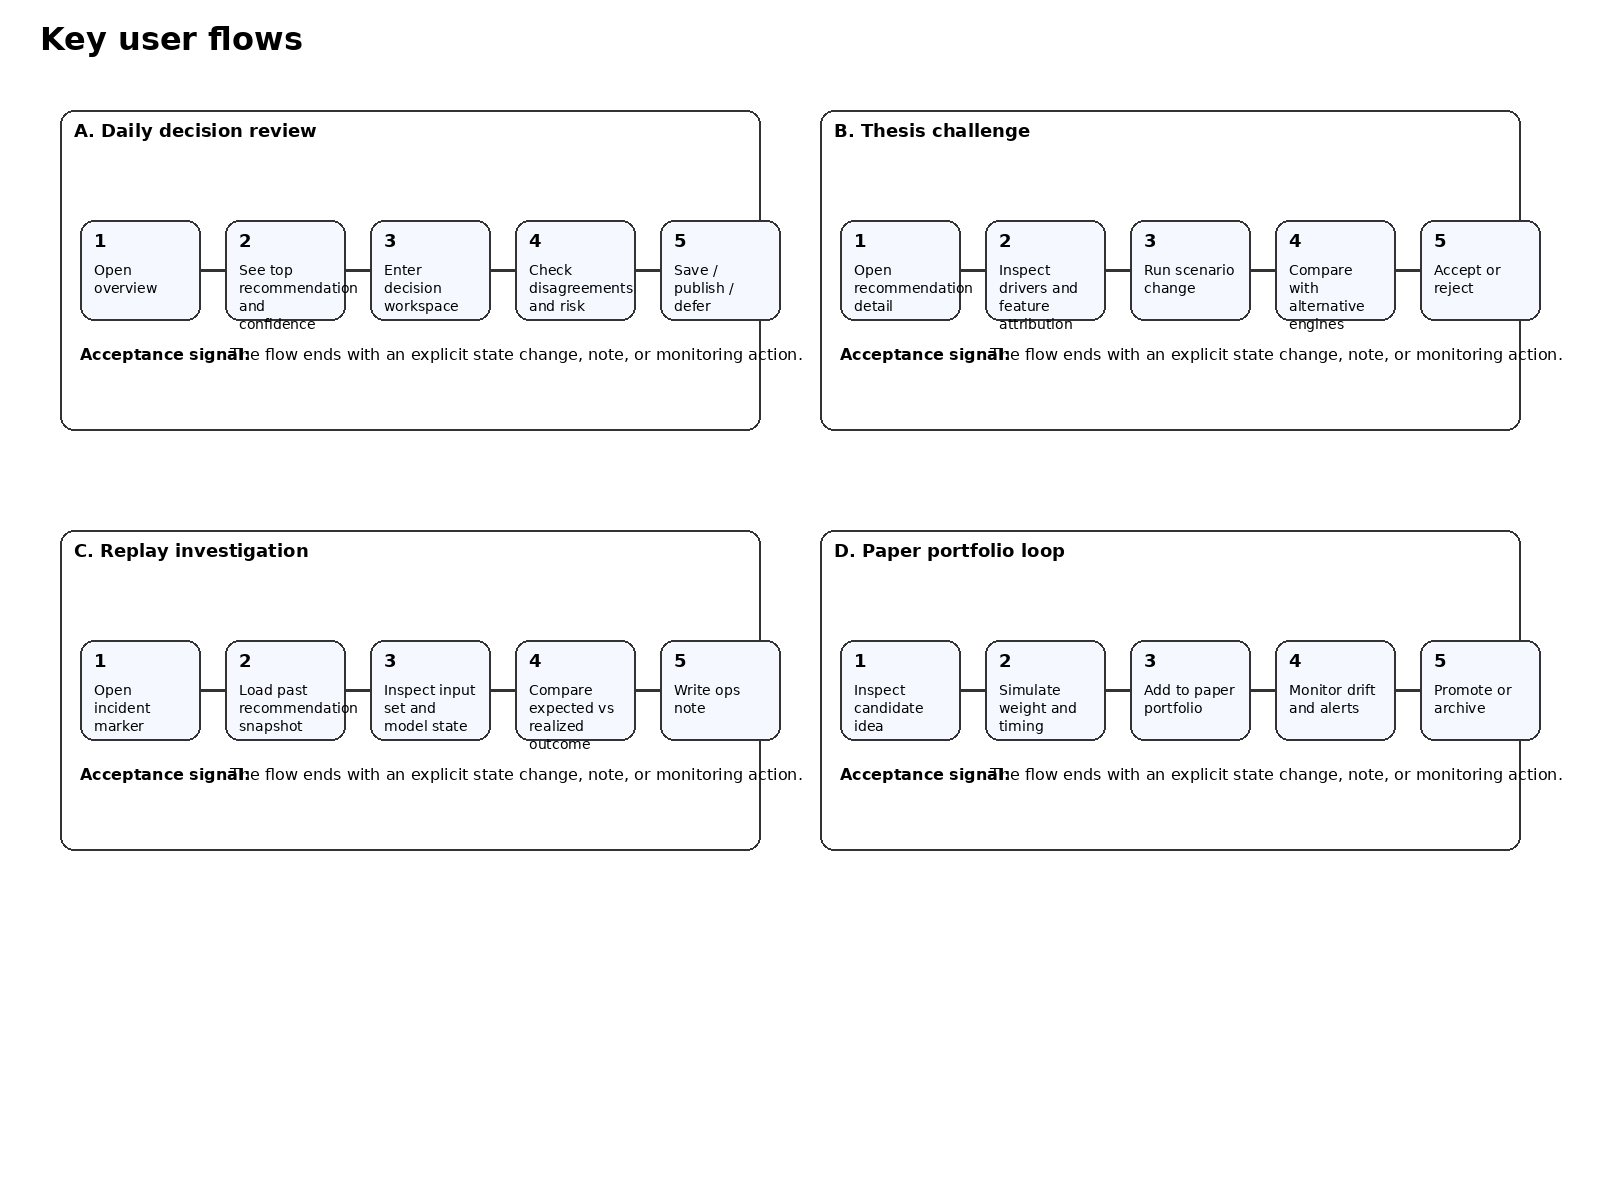 Key user flows
A. Daily decision review
1
Open
overview
2
See top
recommendation
and
confidence
3
Enter
decision
workspace
4
Check
disagreements
and risk
5
Save /
publish /
defer
Acceptance signal: The flow ends with an explicit state change, note, or monitoring action.
B. Thesis challenge
1
Open
recommendation
detail
2
Inspect
drivers and
feature
attribution
3
Run scenario
change
4
Compare
with
alternative
engines
5
Accept or
reject
Acceptance signal: The flow ends with an explicit state change, note, or monitoring action.
C. Replay investigation
1
Open
incident
marker
2
Load past
recommendation
snapshot
3
Inspect input
set and
model state
4
Compare
expected vs
realized
outcome
5
Write ops
note
Acceptance signal: The flow ends with an explicit state change, note, or monitoring action.
D. Paper portfolio loop
1
Inspect
candidate
idea
2
Simulate
weight and
timing
3
Add to paper
portfolio
4
Monitor drift
and alerts
5
Promote or
archive
Acceptance signal: The flow ends with an explicit state change, note, or monitoring action.